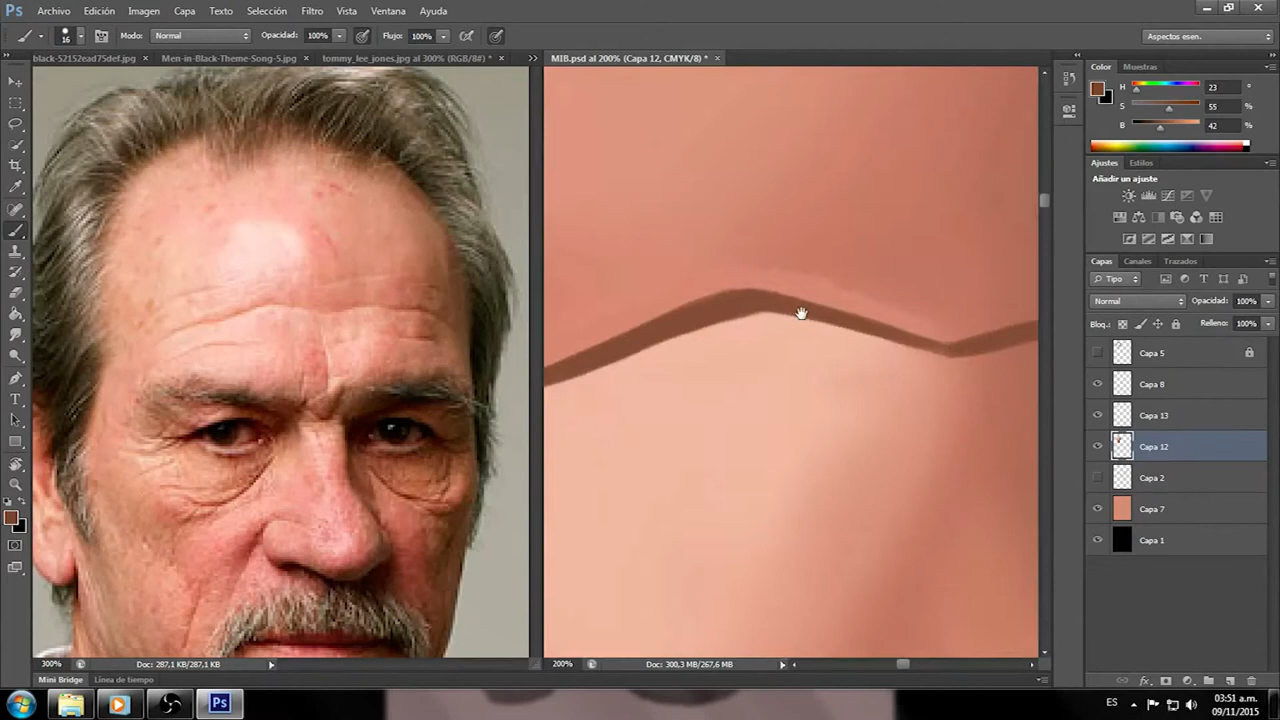 Ps Archivo Edición Imagen Capa Texto Selección Filtro Vista Ventana Ayuda
16 Modo: Normal Opacidad: 100% Flujo: 100% Aspectos esen.
black-52152ead75def.jpg × Men-in-Black-Theme-Song-5.jpg × tommy_lee_jones.jpg al 300% (RGB/8#) * × MIB.psd al 200% (Capa 12, CMYK/8) * ×
Color Muestras
H 23 °
S 55 %
B 42 %
Ajustes Estilos
Añadir un ajuste
Capas Canales Trazados
Tipo
Normal Opacidad: 100%
Bloq.: Relleno: 100%
Capa 5
Capa 8
Capa 13
Capa 12
Capa 2
Capa 7
Capa 1
300% Doc: 287,1 KB/287,1 KB 200% Doc: 300,3 MB/267,6 MB
Mini Bridge Línea de tiempo
Ps ES 03:51 a.m.
09/11/2015